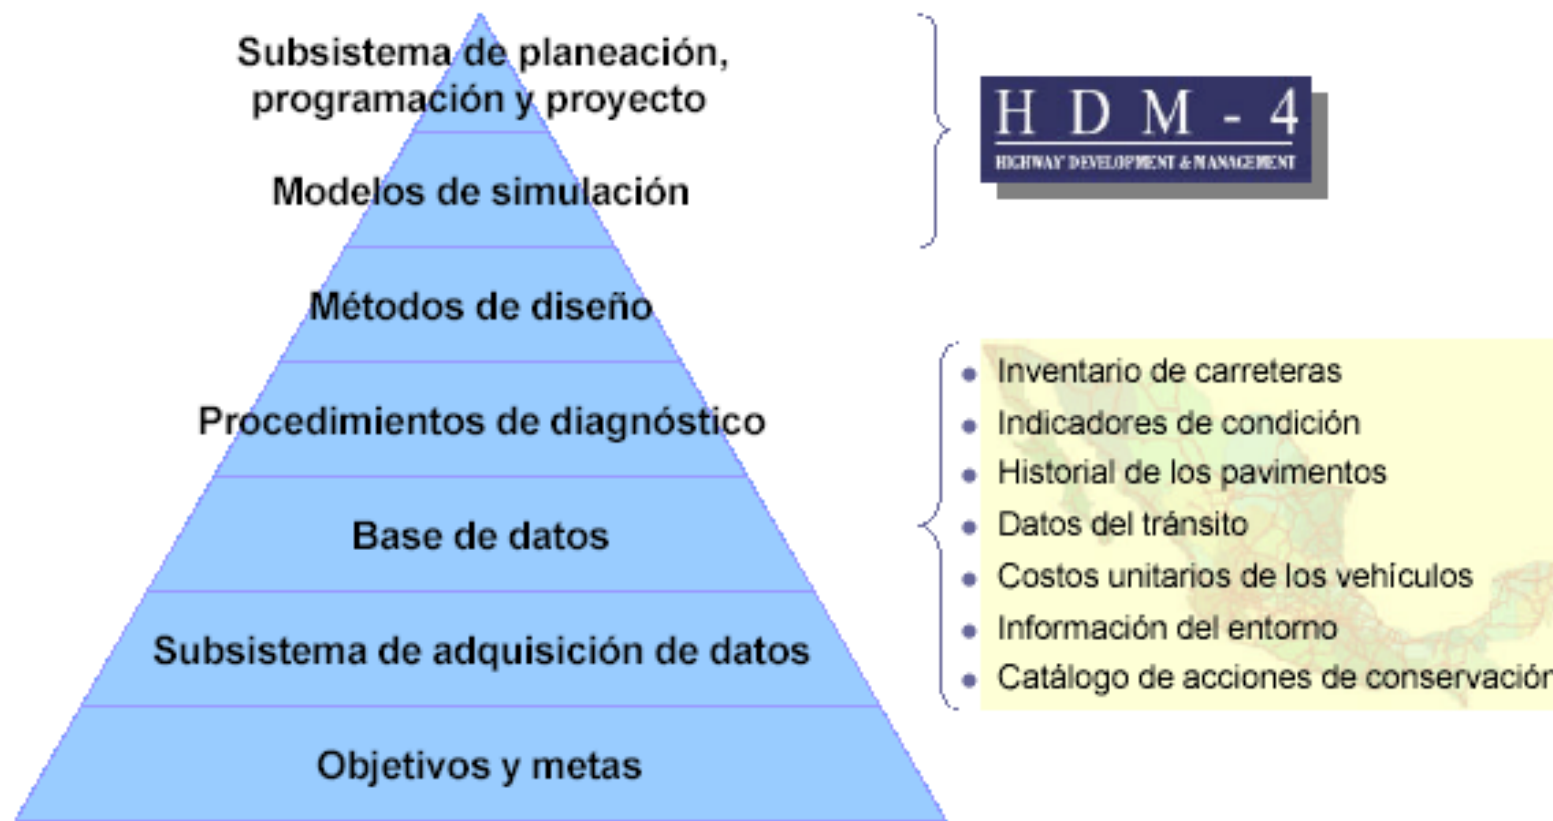 Subsistema de planeación,
programación y proyecto
Modelos de simulación
Métodos de diseño
Procedimientos de diagnóstico
Base de datos
Subsistema de adquisición de datos
Objetivos y metas
H D M - 4
HIGHWAY DEVELOPMENT & MANAGEMENT
Inventario de carreteras
Indicadores de condición
Historial de los pavimentos
Datos del tránsito
Costos unitarios de los vehículos
Información del entorno
Catálogo de acciones de conservación